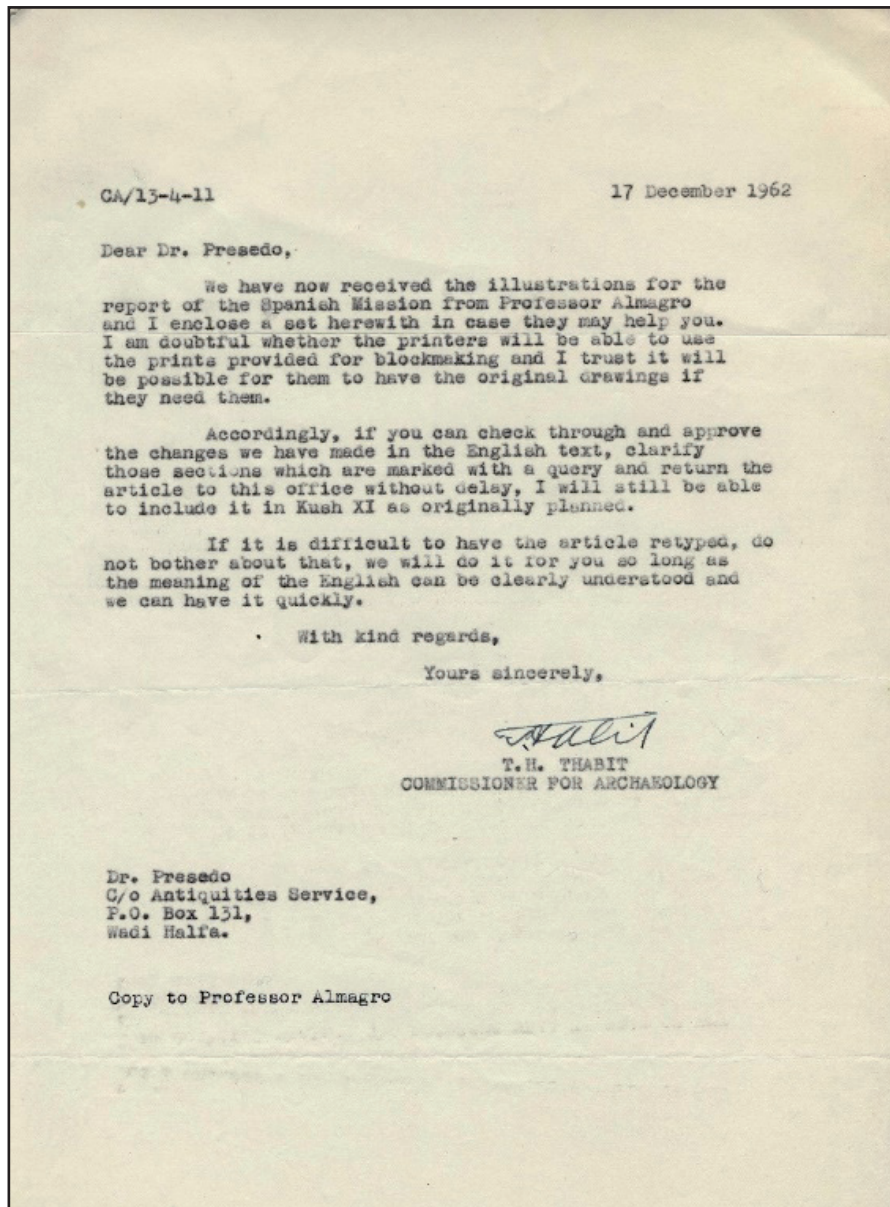 CA/13-4-11 17 December 1962
Dear Dr. Presedo,
We have now received the illustrations for the
report of the Spanish Mission from Professor Almagro
and I enclose a set herewith in case they may help you.
I am doubtful whether the printers will be able to use
the prints provided for blockmaking and I trust it will
be possible for them to have the original drawings if
they need them.
Accordingly, if you can check through and approve
the changes we have made in the English text, clarify
those sections which are marked with a query and return the
article to this office without delay, I will still be able
to include it in Kush XI as originally planned.
If it is difficult to have the article retyped, do
not bother about that, we will do it for you so long as
the meaning of the English can be clearly understood and
we can have it quickly.
With kind regards,
Yours sincerely,
T.H. THABIT
COMMISSIONER FOR ARCHAEOLOGY
Dr. Presedo
C/o Antiquities Service,
P.O. Box 131,
Wadi Halfa.
Copy to Professor Almagro